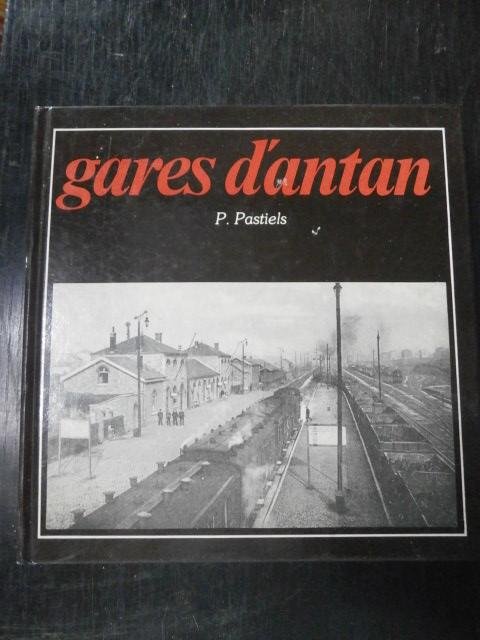 gares d'antan
P. Pastiels